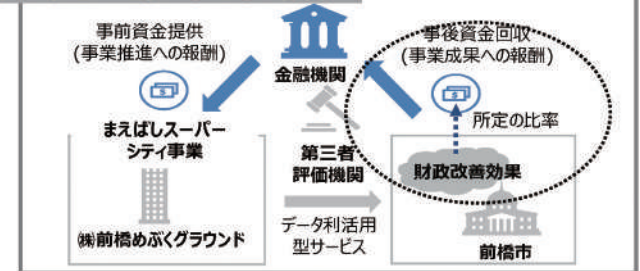 事前資金提供
(事業推進への報酬)
事後資金回収
(事業成果への報酬)
金融機関
所定の比率
まえばしスーパー
シティ事業
第三者
評価機関
財政改善効果
㈱前橋めぶくグラウンド
データ利活用
型サービス
前橋市